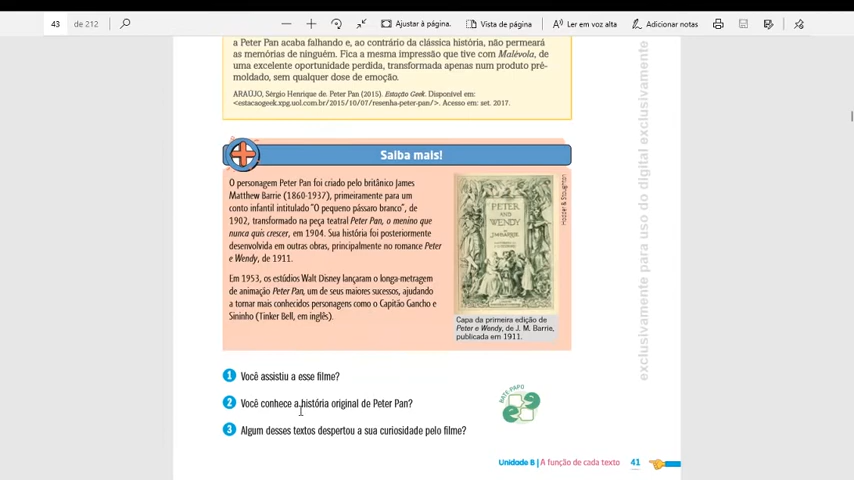 43 de 212 Ajustar à página. Vista de página Ler em voz alta Adicionar notas
a Peter Pan acaba falhando e, ao contrário da clássica história, não permeará
as memórias de ninguém. Fica a mesma impressão que tive com Malévola, de
uma excelente oportunidade perdida, transformada apenas num produto pré-
moldado, sem qualquer dose de emoção.
ARAÚJO, Sérgio Henrique de. Peter Pan (2015). Estação Geek. Disponível em:
<estacaogeek.xpg.uol.com.br/2015/10/07/resenha-peter-pan/>. Acesso em: set. 2017.
Saiba mais!
O personagem Peter Pan foi criado pelo britânico James
Matthew Barrie (1860-1937), primeiramente para um
conto infantil intitulado "O pequeno pássaro branco", de
1902, transformado na peça teatral Peter Pan, o menino que
nunca quis crescer, em 1904. Sua história foi posteriormente
desenvolvida em outras obras, principalmente no romance Peter
e Wendy, de 1911.
Em 1953, os estúdios Walt Disney lançaram o longa-metragem
de animação Peter Pan, um de seus maiores sucessos, ajudando
a tornar mais conhecidos personagens como o Capitão Gancho e
Sininho (Tinker Bell, em inglês).
PETER
AND
WENDY
Hodder & Stoughton
Capa da primeira edição de
Peter e Wendy, de J. M. Barrie,
publicada em 1911.
1 Você assistiu a esse filme?
2 Você conhece a história original de Peter Pan?
3 Algum desses textos despertou a sua curiosidade pelo filme?
BATE PAPO
Unidade B | A função de cada texto 41
exclusivamente para uso do digital exclusivamente